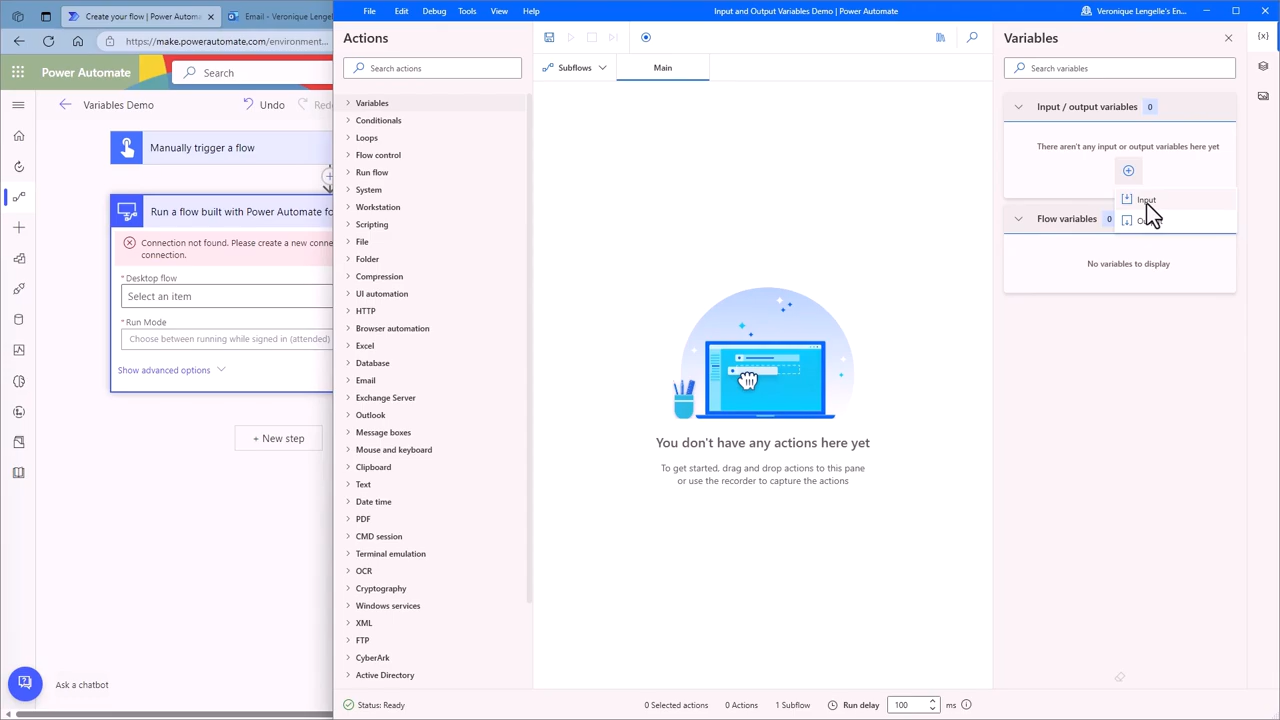 Create your flow | Power Automate
Email - Veronique Lengelle's En...
https://make.powerautomate.com/environment...
Power Automate
Search
Variables Demo
Undo
Manually trigger a flow
Run a flow built with Power Automate fo
Connection not found. Please create a new conne
connection.
* Desktop flow
Select an item
* Run Mode
Choose between running while signed in (attended)
Show advanced options
+ New step
Ask a chatbot
File
Edit
Debug
Tools
View
Help
Input and Output Variables Demo | Power Automate
Veronique Lengelle's En...
Actions
Search actions
Variables
Conditionals
Loops
Flow control
Run flow
System
Workstation
Scripting
File
Folder
Compression
UI automation
HTTP
Browser automation
Excel
Database
Email
Exchange Server
Outlook
Message boxes
Mouse and keyboard
Clipboard
Text
Date time
PDF
CMD session
Terminal emulation
OCR
Cryptography
Windows services
XML
FTP
CyberArk
Active Directory
Subflows
Main
You don't have any actions here yet
To get started, drag and drop actions to this pane
or use the recorder to capture the actions
Variables
{x}
Search variables
Input / output variables 0
There aren't any input or output variables here yet
Input
Flow variables 0
No variables to display
Status: Ready
0 Selected actions
0 Actions
1 Subflow
Run delay
100
ms